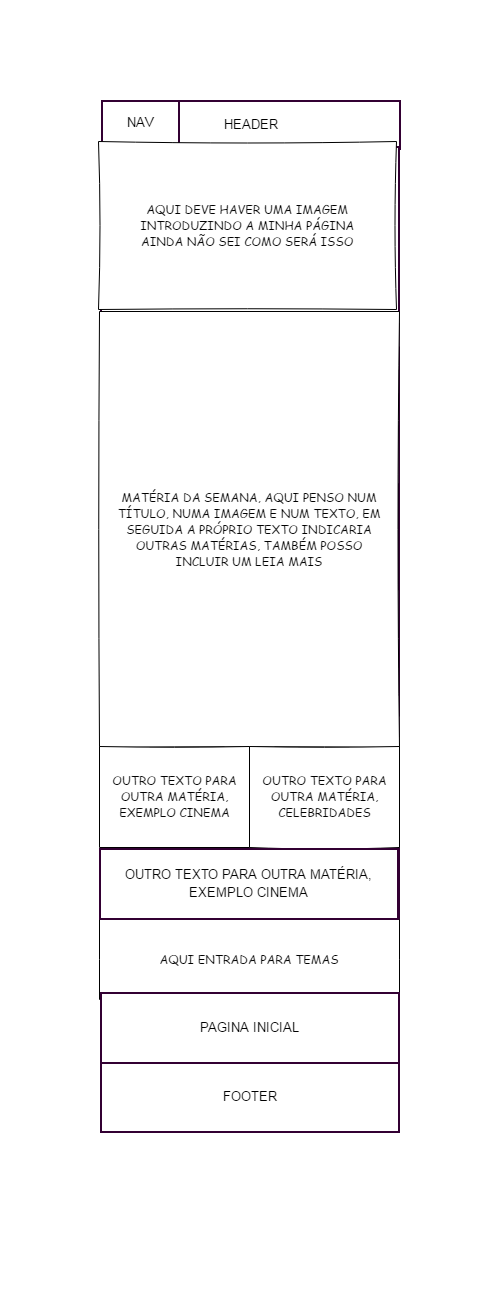 NAV
HEADER
AQUI DEVE HAVER UMA IMAGEM
INTRODUZINDO A MINHA PÁGINA
AINDA NÃO SEI COMO SERÁ ISSO
MATÉRIA DA SEMANA, AQUI PENSO NUM
TÍTULO, NUMA IMAGEM E NUM TEXTO, EM
SEGUIDA A PRÓPRIO TEXTO INDICARIA
OUTRAS MATÉRIAS, TAMBÉM POSSO
INCLUIR UM LEIA MAIS
OUTRO TEXTO PARA
OUTRA MATÉRIA,
EXEMPLO CINEMA
OUTRO TEXTO PARA
OUTRA MATÉRIA,
CELEBRIDADES
OUTRO TEXTO PARA OUTRA MATÉRIA,
EXEMPLO CINEMA
AQUI ENTRADA PARA TEMAS
PAGINA INICIAL
FOOTER